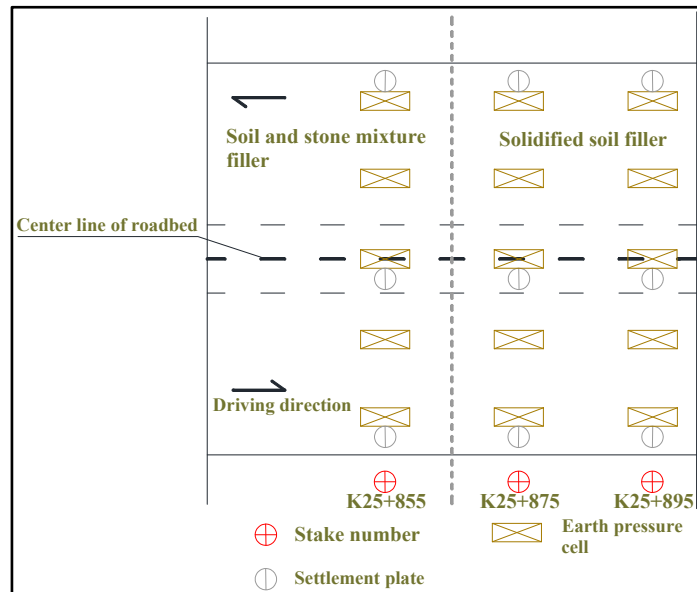 Soil and stone mixture
filler
Solidified soil filler
Center line of roadbed
Driving direction
K25+855
K25+875
K25+895
Stake number
Earth pressure
cell
Settlement plate